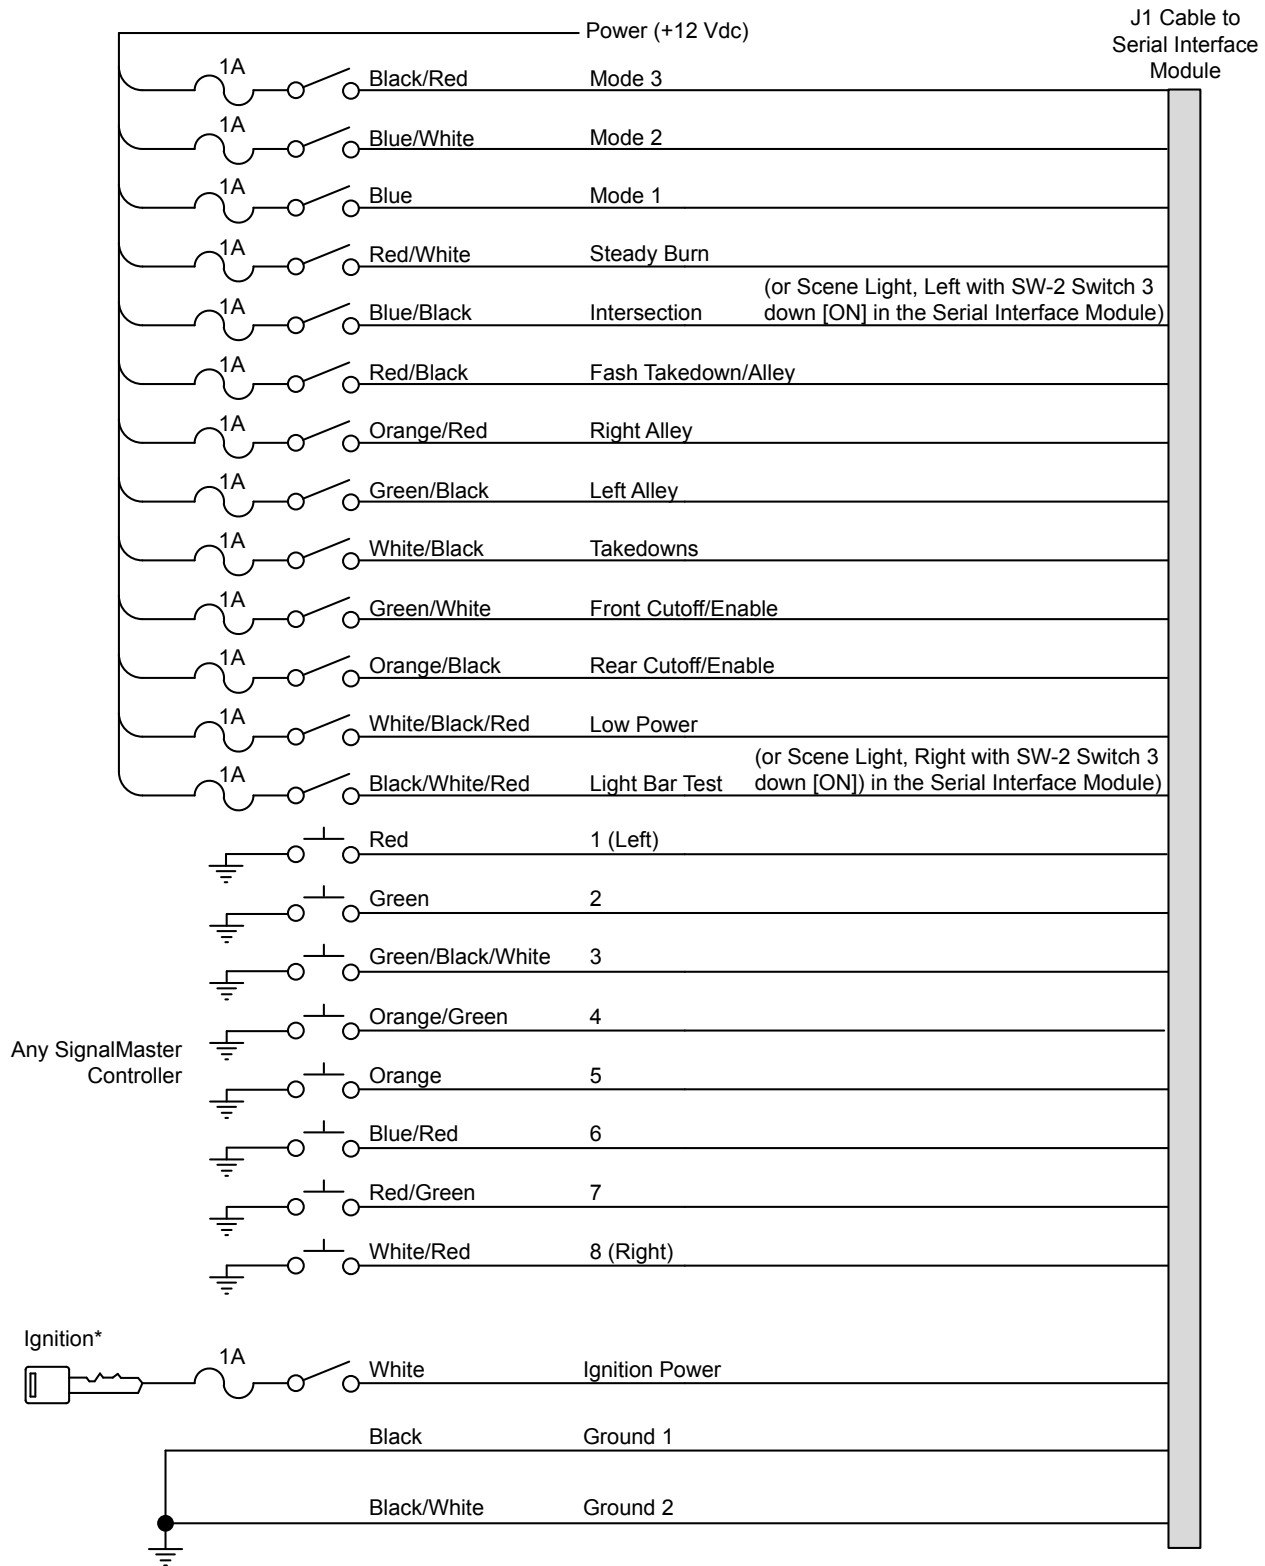 J1 Cable to
Serial Interface
Module
Power (+12 Vdc)
1A Black/Red Mode 3
1A Blue/White Mode 2
1A Blue Mode 1
1A Red/White Steady Burn
(or Scene Light, Left with SW-2 Switch 3
1A Blue/Black Intersection down [ON] in the Serial Interface Module)
1A Red/Black Fash Takedown/Alley
1A Orange/Red Right Alley
1A Green/Black Left Alley
1A White/Black Takedowns
1A Green/White Front Cutoff/Enable
1A Orange/Black Rear Cutoff/Enable
1A White/Black/Red Low Power
(or Scene Light, Right with SW-2 Switch 3
1A Black/White/Red Light Bar Test down [ON]) in the Serial Interface Module)
Red 1 (Left)
Green 2
Green/Black/White 3
Orange/Green 4
Any SignalMaster
Controller
Orange 5
Blue/Red 6
Red/Green 7
White/Red 8 (Right)
Ignition*
1A White Ignition Power
Black Ground 1
Black/White Ground 2